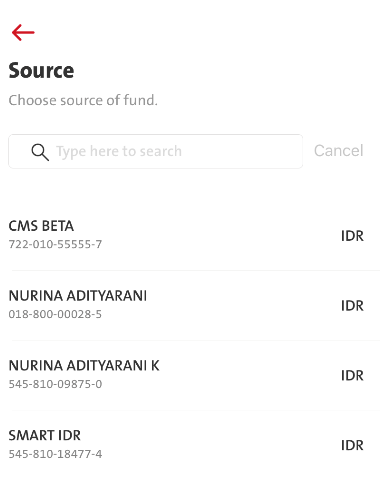 Source
Choose source of fund.
Type here to search
Cancel
CMS BETA
722-010-55555-7
IDR
NURINA ADITYARANI
018-800-00028-5
IDR
NURINA ADITYARANI K
545-810-09875-0
IDR
SMART IDR
545-810-18477-4
IDR